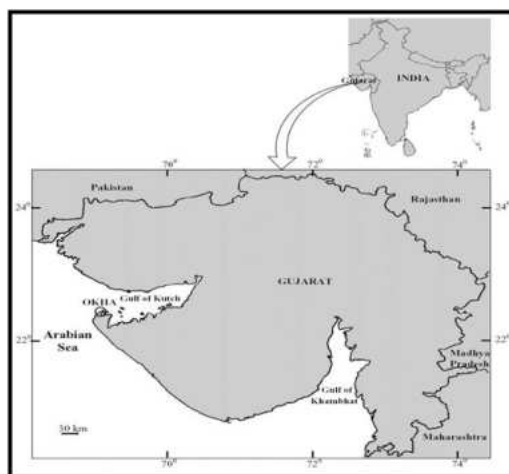 INDIA
Gujarat
70°
72°
74°
Pakistan
Rajasthan
24°
24°
GUJARAT
OKHA
Gulf of Kutch
Arabian
Sea
22°
22°
Madhya
Pradesh
Gulf of
Khambhat
Maharashtra
50 km
70°
72°
74°